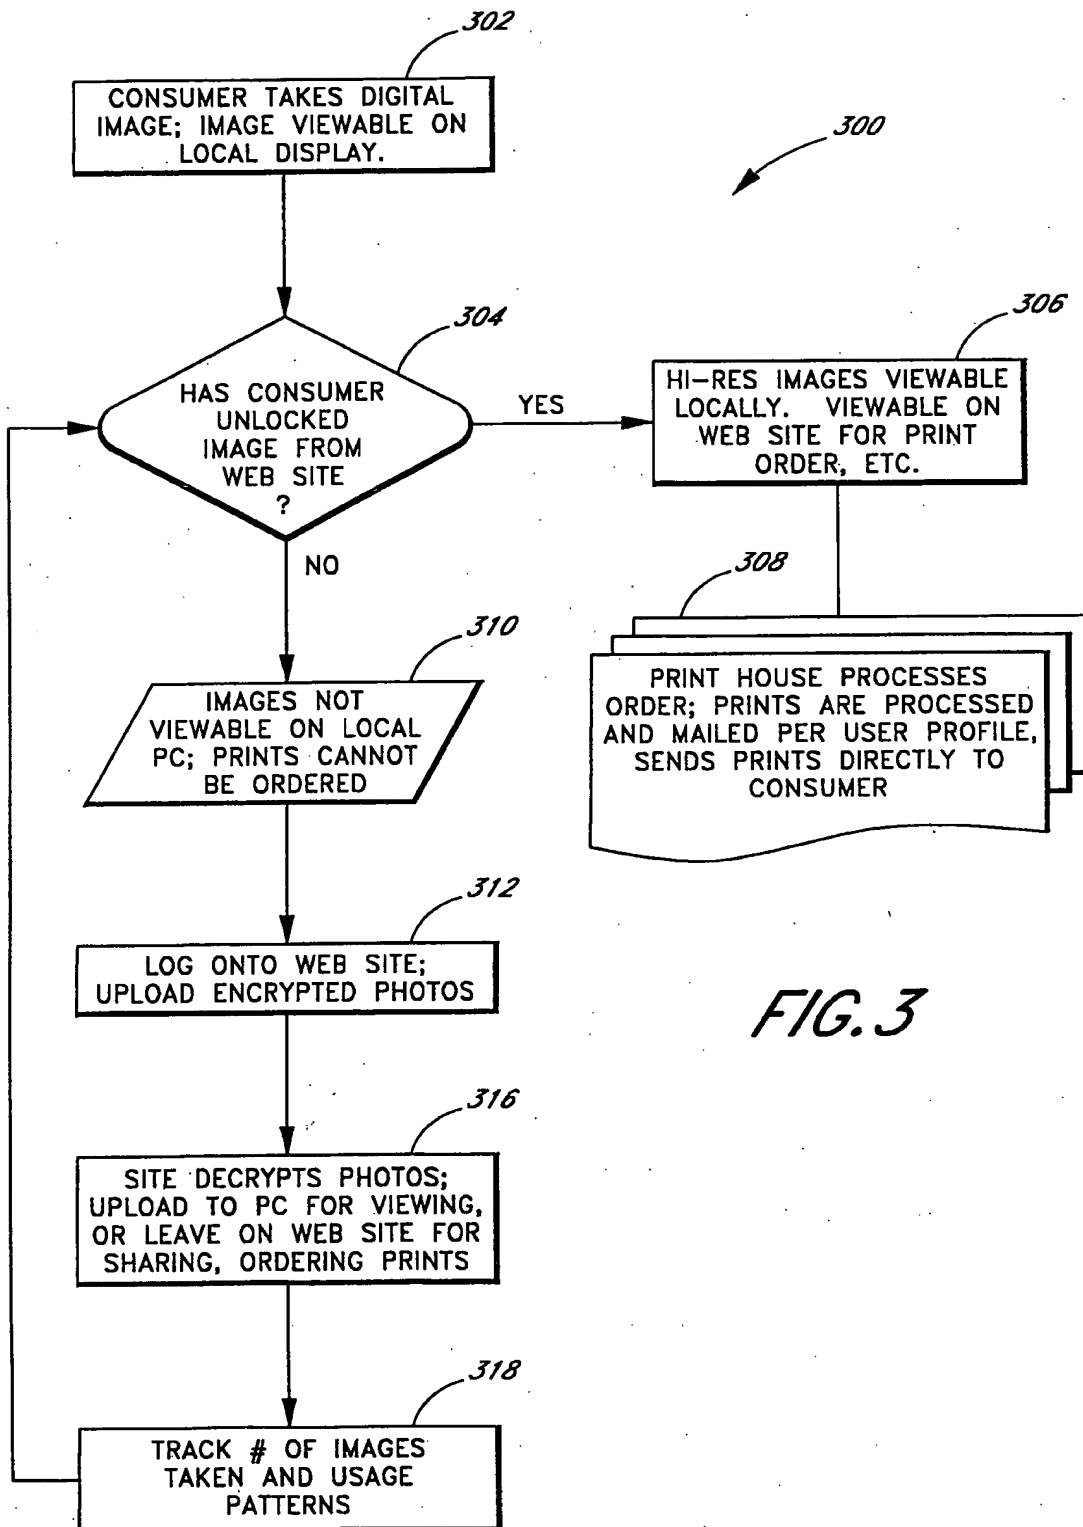 302
CONSUMER TAKES DIGITAL
IMAGE; IMAGE VIEWABLE ON
LOCAL DISPLAY.
300
304
HAS CONSUMER
UNLOCKED
IMAGE FROM
WEB SITE
?
YES
306
HI-RES IMAGES VIEWABLE
LOCALLY. VIEWABLE ON
WEB SITE FOR PRINT
ORDER, ETC.
NO
308
PRINT HOUSE PROCESSES
ORDER; PRINTS ARE PROCESSED
AND MAILED PER USER PROFILE,
SENDS PRINTS DIRECTLY TO
CONSUMER
310
IMAGES NOT
VIEWABLE ON LOCAL
PC; PRINTS CANNOT
BE ORDERED
312
LOG ONTO WEB SITE;
UPLOAD ENCRYPTED PHOTOS
FIG. 3
316
SITE DECRYPTS PHOTOS;
UPLOAD TO PC FOR VIEWING,
OR LEAVE ON WEB SITE FOR
SHARING, ORDERING PRINTS
318
TRACK # OF IMAGES
TAKEN AND USAGE
PATTERNS